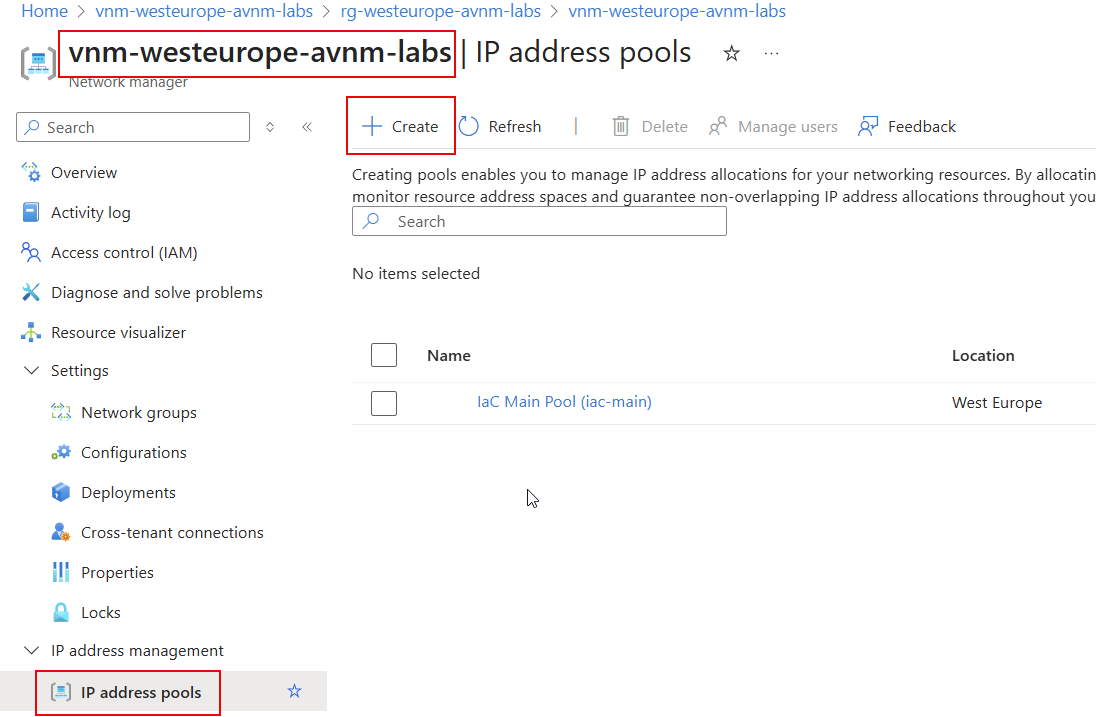 Home > vnm-westeurope-avnm-labs > rg-westeurope-avnm-labs > vnm-westeurope-avnm-labs
vnm-westeurope-avnm-labs | IP address pools
Network manager
Search
Create Refresh | Delete Manage users Feedback
Overview
Activity log
Access control (IAM)
Diagnose and solve problems
Resource visualizer
Settings
Network groups
Configurations
Deployments
Cross-tenant connections
Properties
Locks
IP address management
IP address pools
Creating pools enables you to manage IP address allocations for your networking resources. By
monitor resource address spaces and guarantee non-overlapping IP address allocations throughout
Search
No items selected
Name Location
IaC Main Pool (iac-main) West Europe